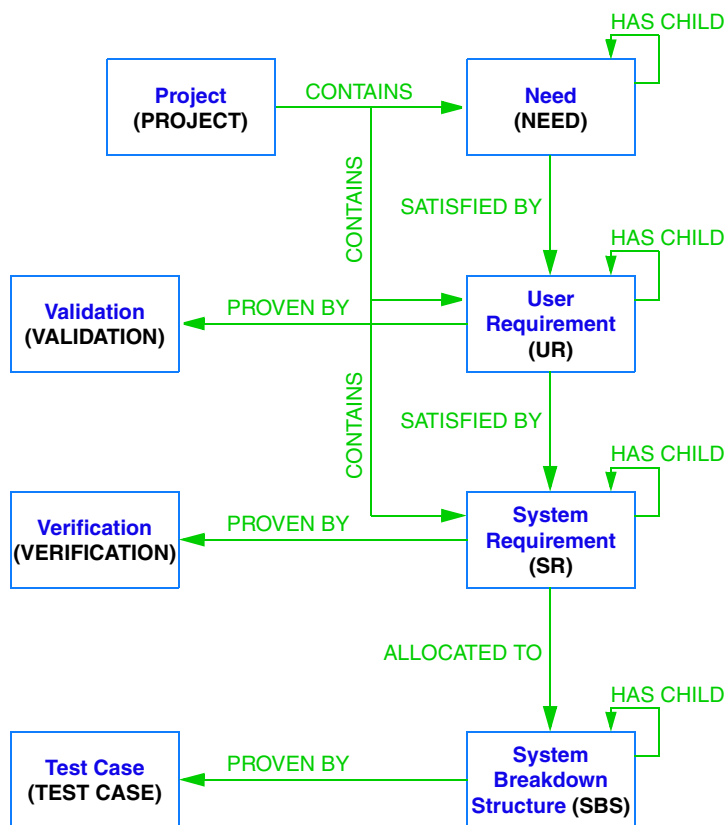 HAS CHILD
Project
(PROJECT)
CONTAINS
Need
(NEED)
CONTAINS
SATISFIED BY
HAS CHILD
Validation
(VALIDATION)
PROVEN BY
User
Requirement
(UR)
CONTAINS
SATISFIED BY
HAS CHILD
Verification
(VERIFICATION)
PROVEN BY
System
Requirement
(SR)
ALLOCATED TO
HAS CHILD
Test Case
(TEST CASE)
PROVEN BY
System
Breakdown
Structure (SBS)